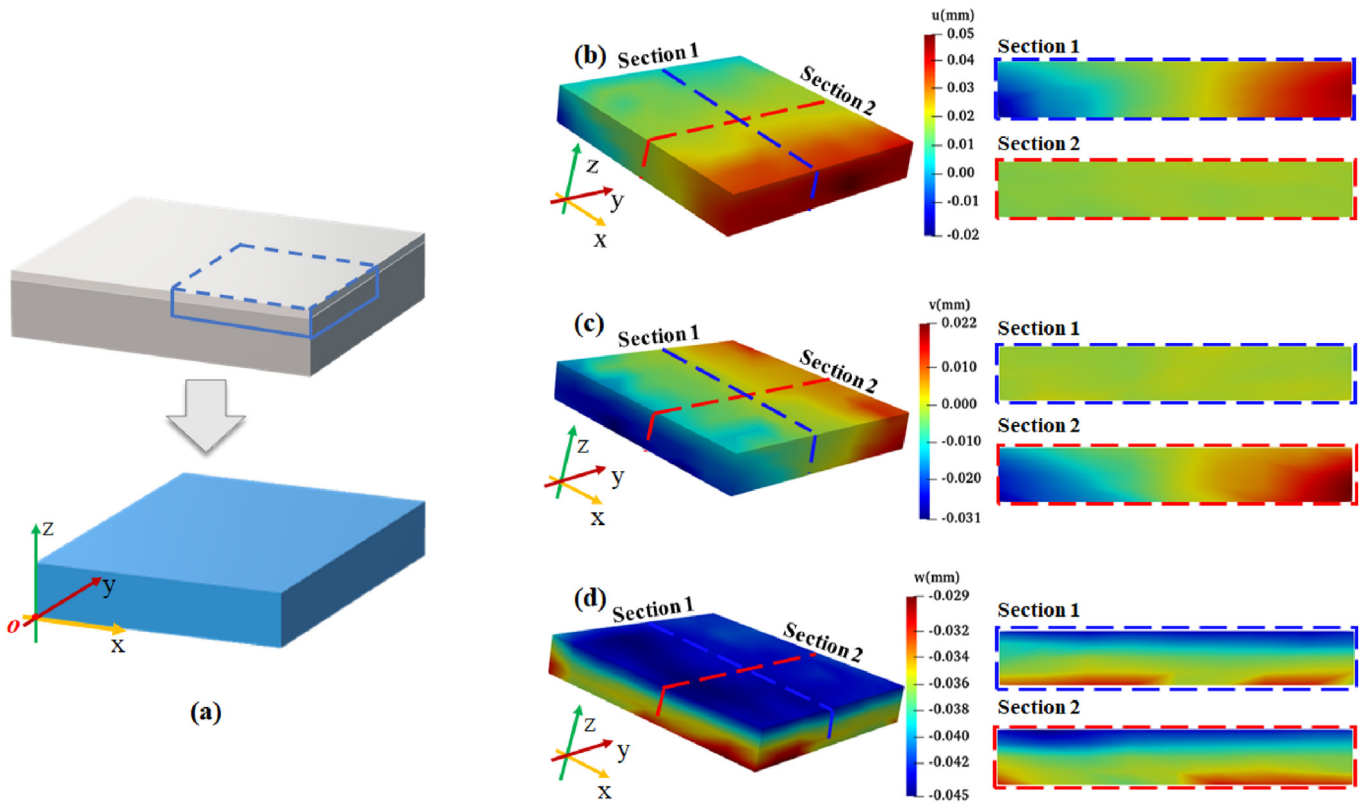 z
y
o
x
(a)
(b)
Section 1
Section 2
z
y
x
u(mm)
0.05
0.04
0.03
0.02
0.01
0.00
-0.01
-0.02
Section 1
Section 2
(c)
Section 1
Section 2
z
y
x
v(mm)
0.022
0.010
0.000
-0.010
-0.020
-0.031
Section 1
Section 2
(d)
Section 1
Section 2
z
y
x
w(mm)
-0.029
-0.032
-0.034
-0.036
-0.038
-0.040
-0.042
-0.045
Section 1
Section 2